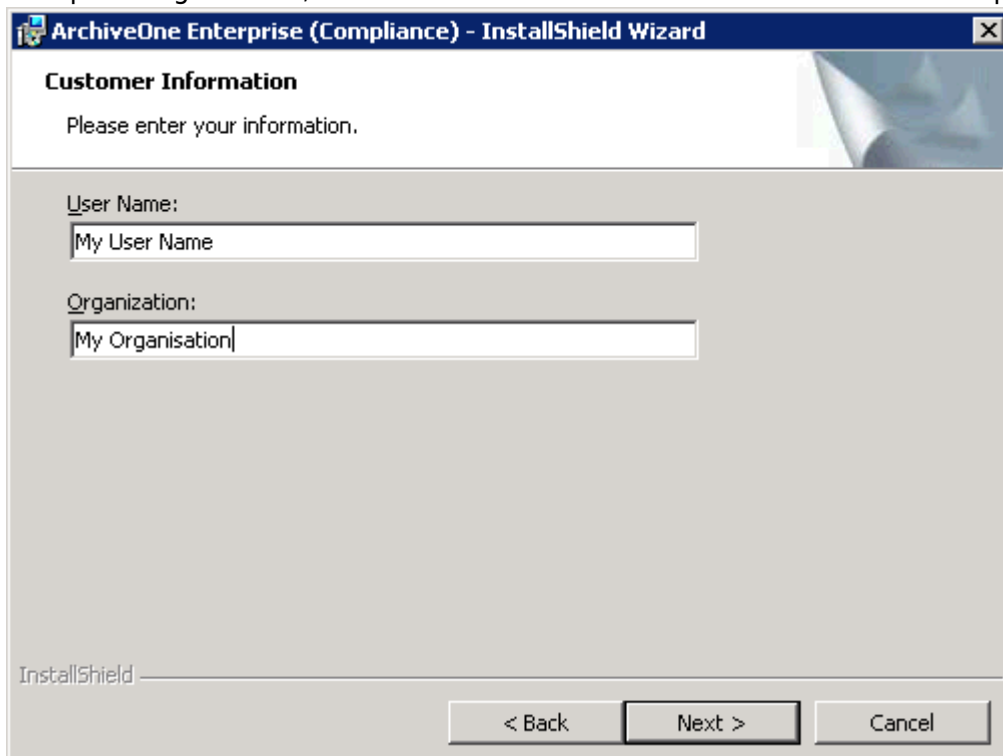 ArchiveOne Enterprise (Compliance) - InstallShield Wizard
Customer Information
Please enter your information.
User Name:
My User Name
Organization:
My Organisation
InstallShield
< Back Next > Cancel